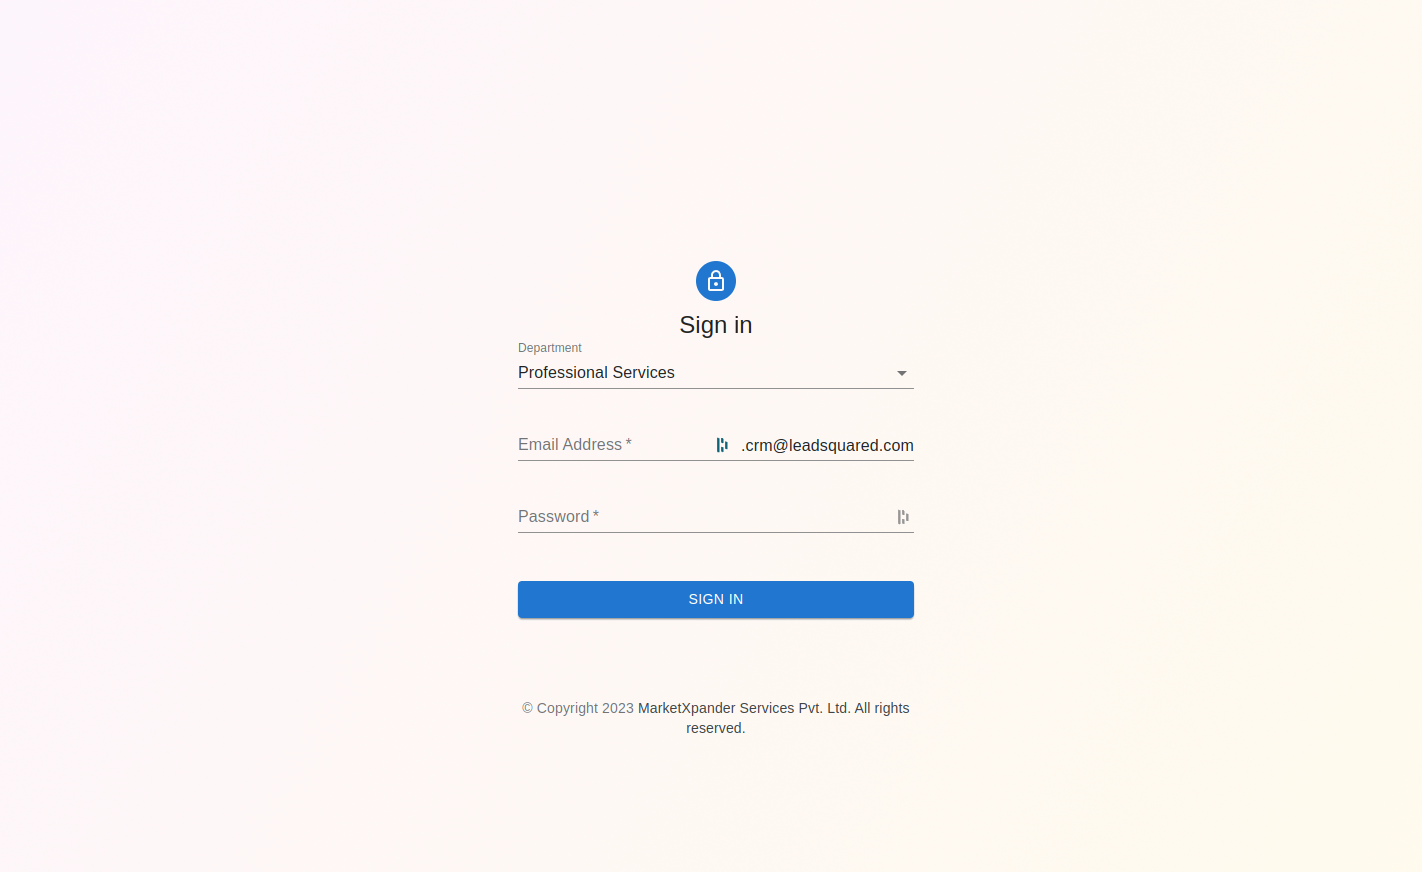 Sign in
Department
Professional Services
Email Address *
.crm@leadsquared.com
Password *
SIGN IN
© Copyright 2023 MarketXpander Services Pvt. Ltd. All rights
reserved.